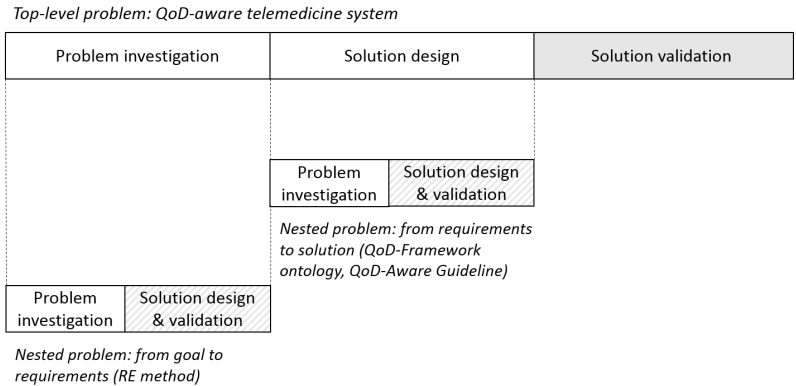 Top-level problem: QoD-aware telemedicine system
Problem investigation
Solution design
Solution validation
Problem
investigation
Solution design
& validation
Nested problem: from requirements
to solution (QoD-Framework
ontology, QoD-Aware Guideline)
Problem
investigation
Solution design
& validation
Nested problem: from goal to
requirements (RE method)